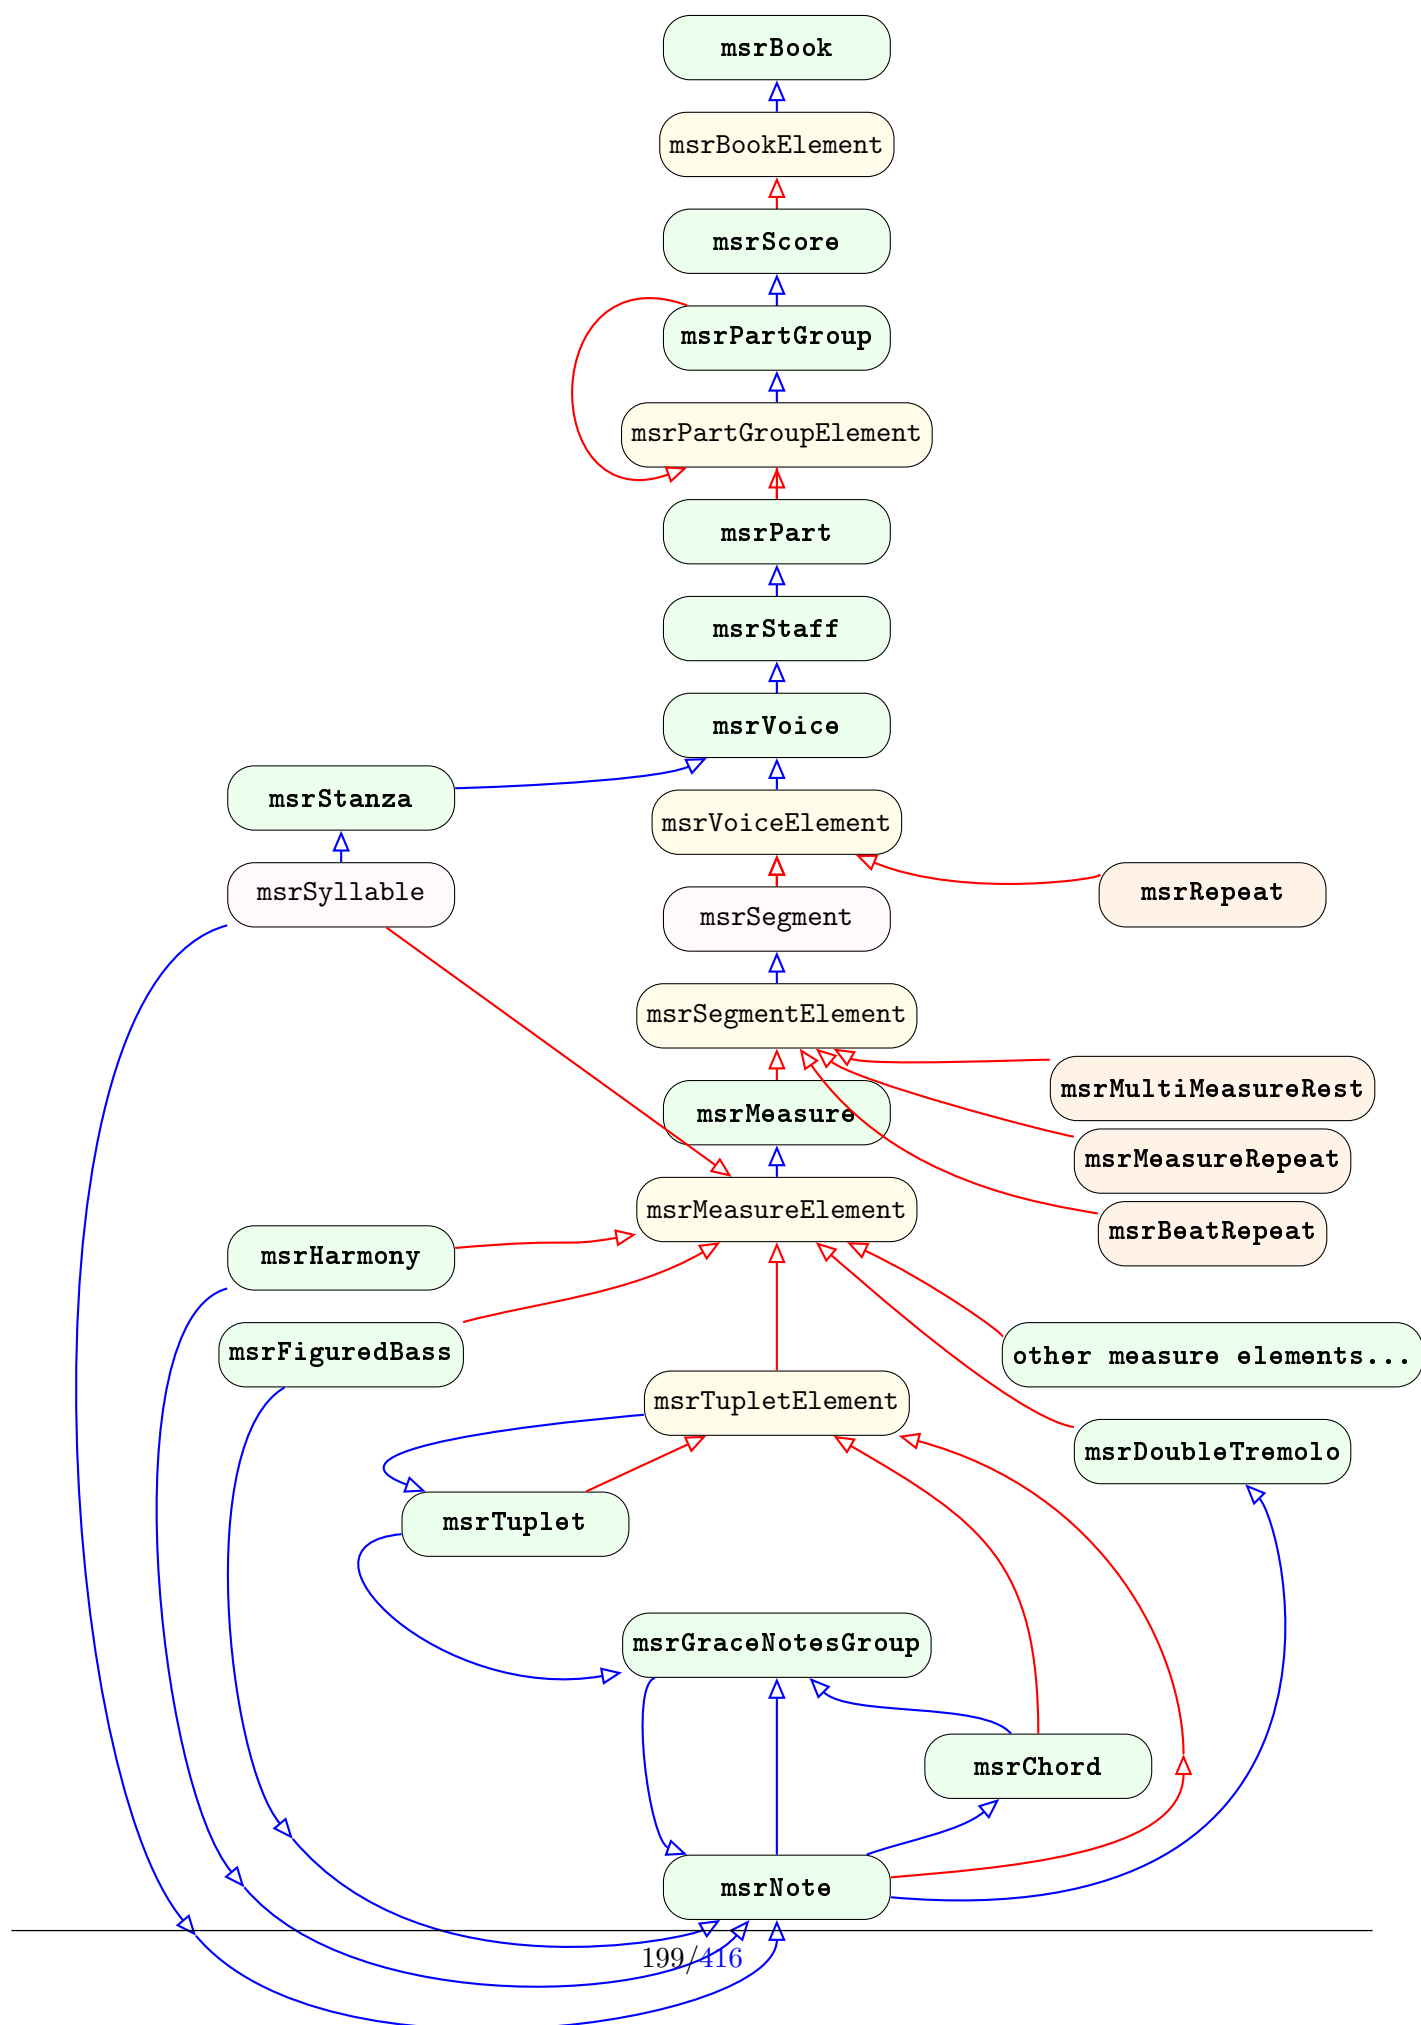 msrBook
msrBookElement
msrScore
msrPartGroup
msrPartGroupElement
msrPart
msrStaff
msrVoice
msrStanza
msrVoiceElement
msrSyllable
msrRepeat
msrSegment
msrSegmentElement
msrMultiMeasureRest
msrMeasure
msrMeasureRepeat
msrMeasureElement
msrBeatRepeat
msrHarmony
msrFiguredBass
other measure elements...
msrTupletElement
msrDoubleTremolo
msrTuplet
msrGraceNotesGroup
msrChord
msrNote
199/416